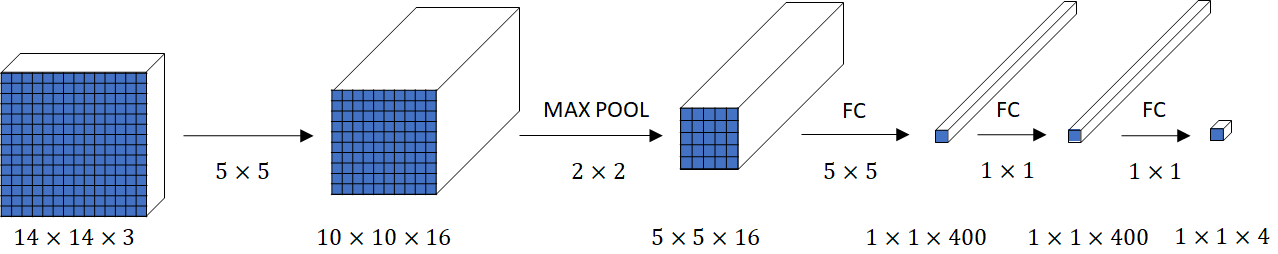 MAX POOL
FC
FC
FC
5 × 5
2 × 2
5 × 5
1 × 1
1 × 1
14 × 14 × 3
10 × 10 × 16
5 × 5 × 16
1 × 1 × 400
1 × 1 × 400
1 × 1 × 4